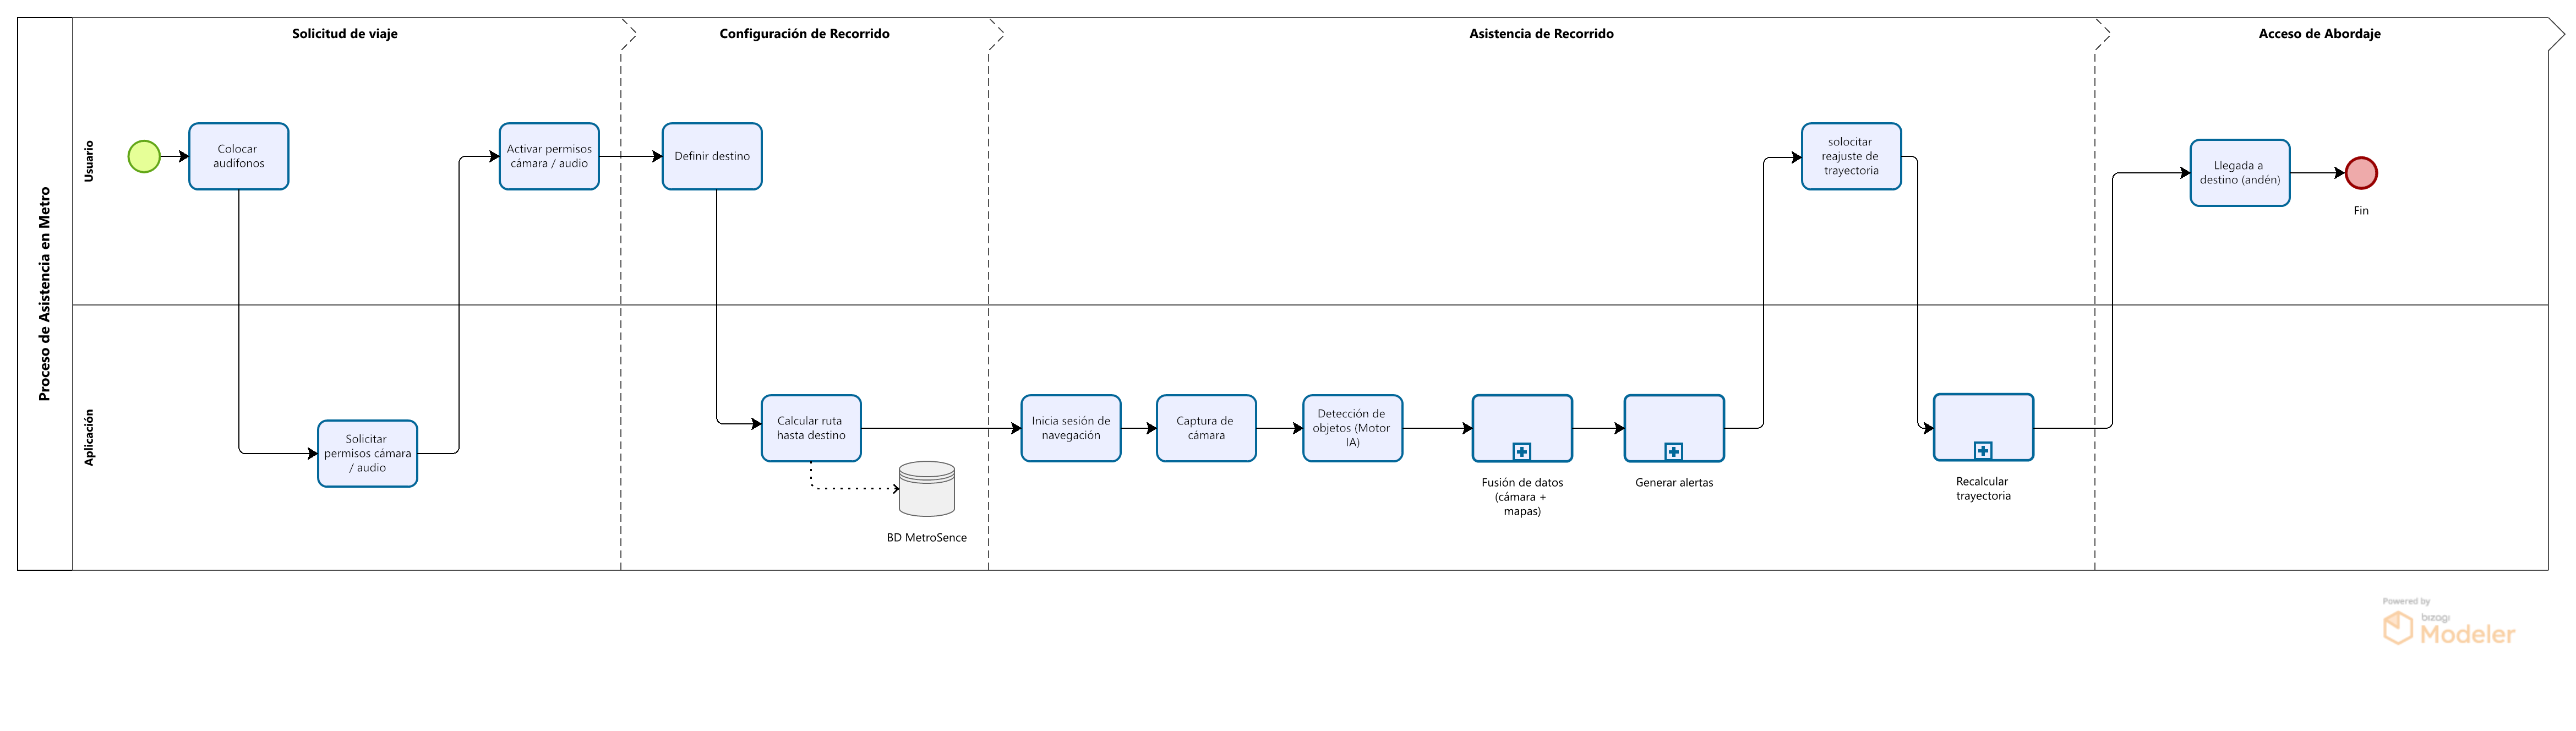 Proceso de Asistencia en Metro
Solicitud de viaje
Configuración de Recorrido
Asistencia de Recorrido
Acceso de Abordaje
Usuario
Colocar
audífonos
Activar permisos
cámara / audio
Definir destino
solocitar
reajuste de
trayectoria
Llegada a
destino (andén)
Fin
Aplicación
Solicitar
permisos cámara
/ audio
Calcular ruta
hasta destino
BD MetroSence
Inicia sesión de
navegación
Captura de
cámara
Detección de
objetos (Motor
IA)
Fusión de datos
(cámara +
mapas)
Generar alertas
Recalcular
trayectoria
Powered by
bizagi
Modeler